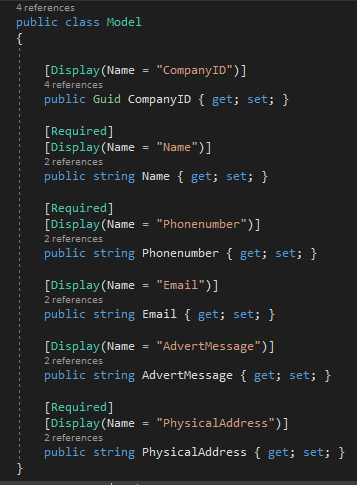 4 references
public class Model
{
[Display(Name = "CompanyID")]
4 references
public Guid CompanyID { get; set; }
[Required]
[Display(Name = "Name")]
2 references
public string Name { get; set; }
[Required]
[Display(Name = "Phonenumber")]
2 references
public string Phonenumber { get; set; }
[Display(Name = "Email")]
2 references
public string Email { get; set; }
[Display(Name = "AdvertMessage")]
2 references
public string AdvertMessage { get; set; }
[Required]
[Display(Name = "PhysicalAddress")]
2 references
public string PhysicalAddress { get; set; }
}